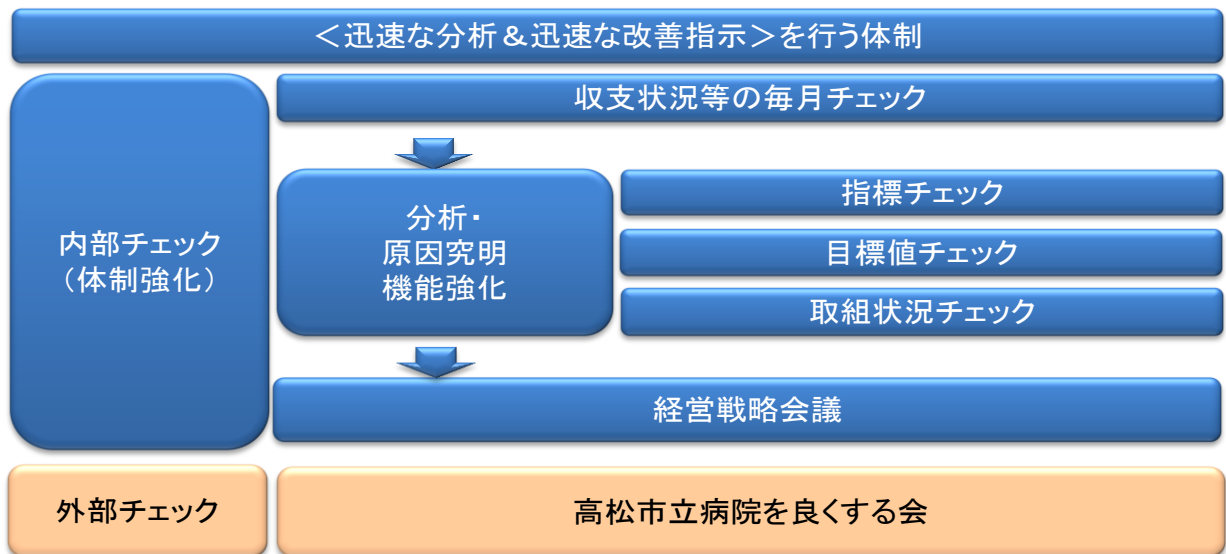 ＜迅速な分析＆迅速な改善指示＞を行う体制
収支状況等の毎月チェック
内部チェック
（体制強化）
分析・
原因究明
機能強化
指標チェック
目標値チェック
取組状況チェック
経営戦略会議
外部チェック
高松市立病院を良くする会